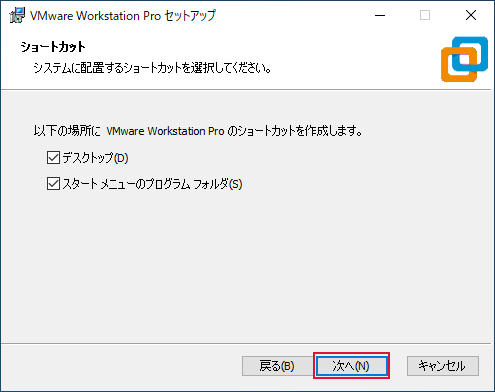 VMware Workstation Pro セットアップ
ショートカット
システムに配置するショートカットを選択してください。
以下の場所に VMware Workstation Pro のショートカットを作成します。
デスクトップ(D)
スタート メニューのプログラム フォルダ(S)
戻る(B) 次へ(N) キャンセル